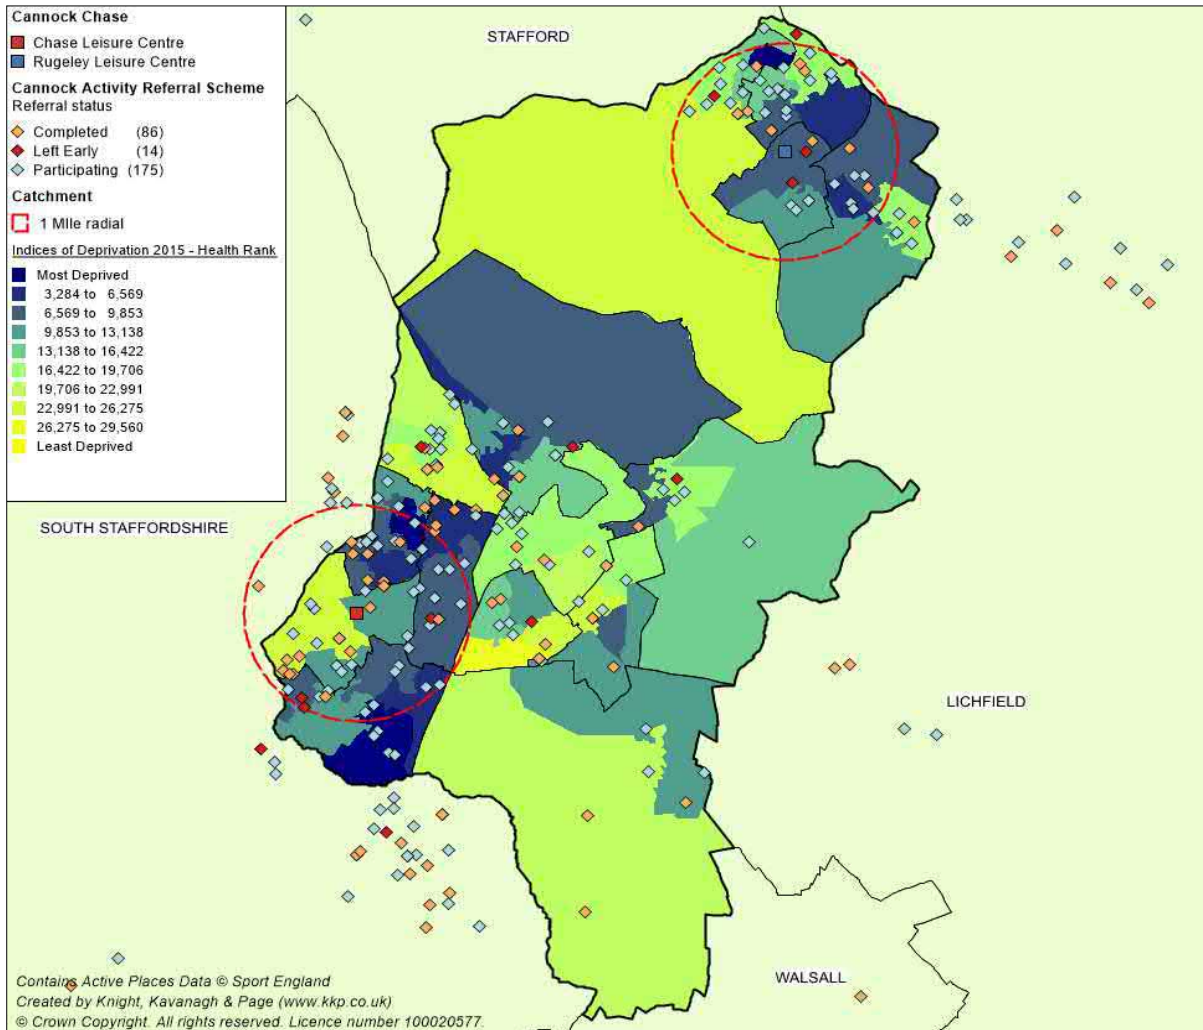 Cannock Chase
Chase Leisure Centre
Rugeley Leisure Centre
Cannock Activity Referral Scheme
Referral status
Completed (86)
Left Early (14)
Participating (175)
Catchment
1 MIle radial
Indices of Deprivation 2015 - Health Rank
Most Deprived
3,284 to 6,569
6,569 to 9,853
9,853 to 13,138
13,138 to 16,422
16,422 to 19,706
19,706 to 22,991
22,991 to 26,275
26,275 to 29,560
Least Deprived
STAFFORD
SOUTH STAFFORDSHIRE
LICHFIELD
WALSALL
Contains Active Places Data © Sport England
Created by Knight, Kavanagh & Page (www.kkp.co.uk)
© Crown Copyright. All rights reserved. Licence number 100020577.